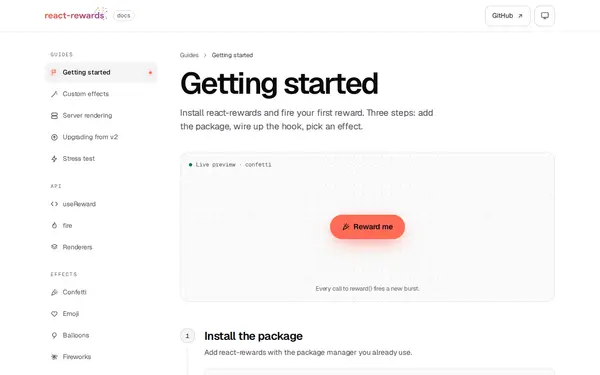 react-rewards docs
GitHub
GUIDES
Getting started
Custom effects
Server rendering
Upgrading from v2
Stress test
API
useReward
fire
Renderers
EFFECTS
Confetti
Emoji
Balloons
Fireworks
Guides > Getting started
Getting started
Install react-rewards and fire your first reward. Three steps: add
the package, wire up the hook, pick an effect.
Live preview · confetti
Reward me
Every call to reward() fires a new burst.
1 Install the package
Add react-rewards with the package manager you already use.